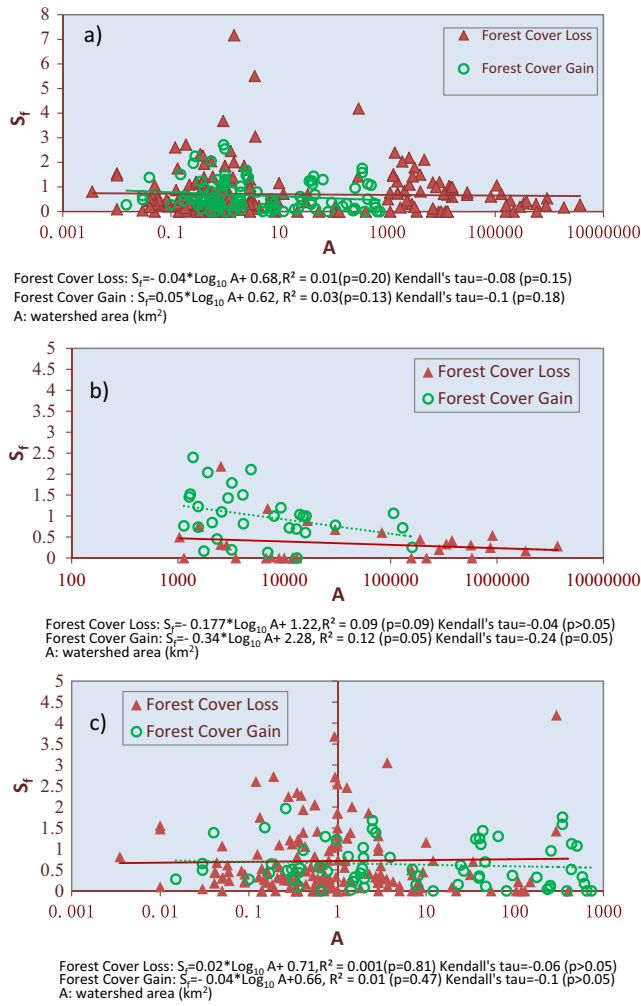 a)
Forest Cover Loss
Forest Cover Gain
8
7
6
5
4
3
2
1
0
Sf
0. 001
0. 1
10
1000
100000
10000000
A
Forest Cover Loss: Sf=- 0.04*Log10 A+ 0.68,R² = 0.01(p=0.20) Kendall's tau=-0.08 (p=0.15)
Forest Cover Gain : Sf=0.05*Log10 A+ 0.62, R² = 0.03(p=0.13) Kendall's tau=-0.1 (p=0.18)
A: watershed area (km²)
b)
Forest Cover Loss
Forest Cover Gain
5
4.5
4
3.5
3
2.5
2
1.5
1
0.5
0
Sf
100
1000
10000
100000
1000000
10000000
A
Forest Cover Loss: Sf=- 0.177*Log10 A+ 1.22,R² = 0.09 (p=0.09) Kendall's tau=-0.04 (p>0.05)
Forest Cover Gain: Sf=- 0.34*Log10 A+ 2.28, R² = 0.12 (p=0.05) Kendall's tau=-0.24 (p=0.05)
A: watershed area (km²)
c)
Forest Cover Loss
Forest Cover Gain
5
4.5
4
3.5
3
2.5
2
1.5
1
0.5
0
Sf
0.001
0.01
0.1
1
10
100
1000
A
Forest Cover Loss: Sf=0.02*Log10 A+ 0.71,R² = 0.001(p=0.81) Kendall's tau=-0.06 (p>0.05)
Forest Cover Gain: Sf=- 0.04*Log10 A+0.66, R² = 0.01 (p=0.47) Kendall's tau=-0.1 (p>0.05)
A: watershed area (km²)